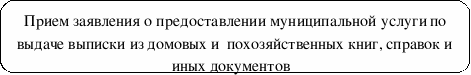 Прием заявления о предоставлении муниципальной услуги по
выдаче выписки из домовых и похозяйственных книг, справок и
иных документов